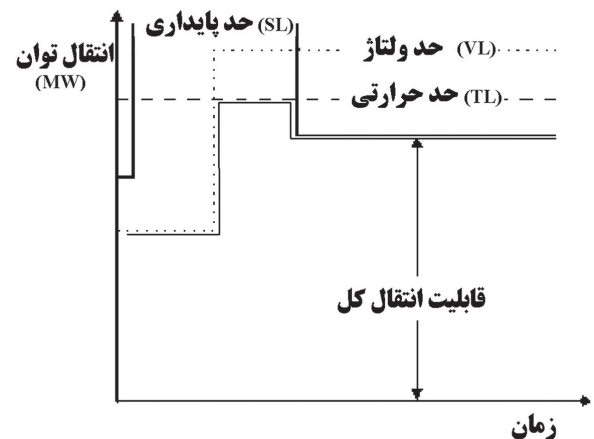 حد پایداری (SL)
انتقال توان
(MW)
حد ولتاژ (VL)
حد حرارتی (TL)
قابلیت انتقال کل
زمان